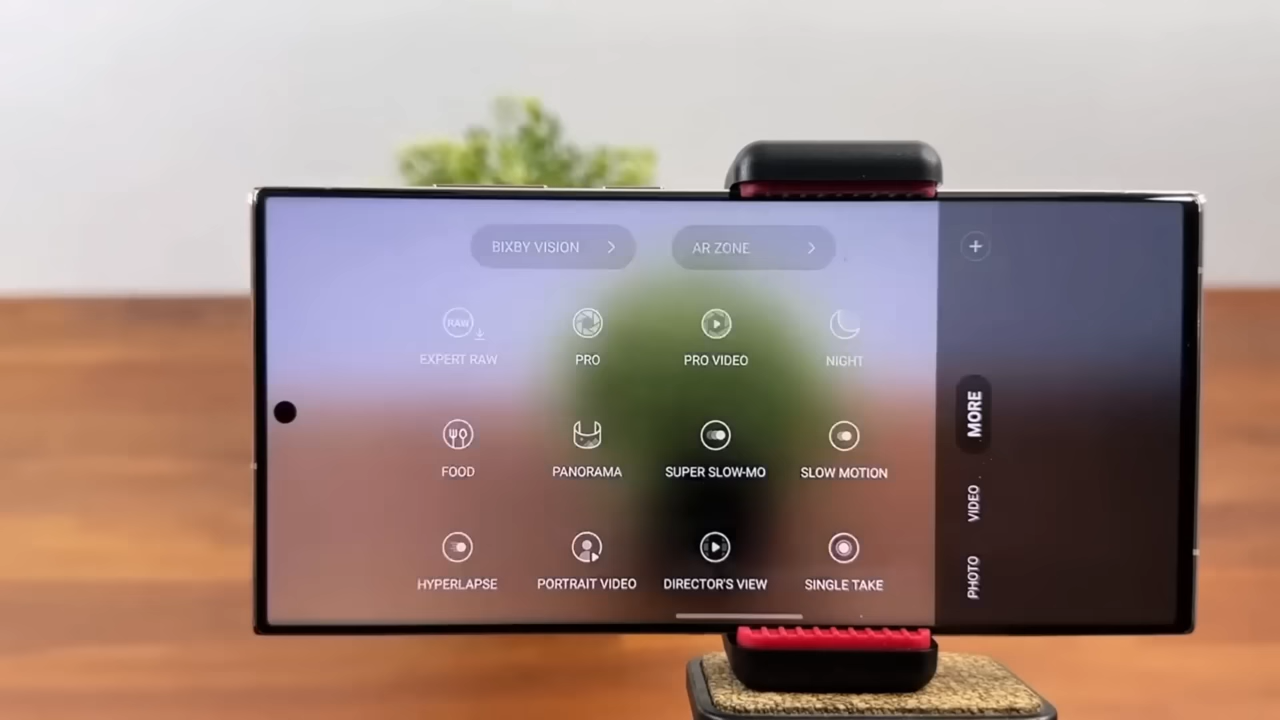 BIXBY VISION
AR ZONE
RAW
EXPERT RAW
PRO
PRO VIDEO
NIGHT
FOOD
PANORAMA
SUPER SLOW-MO
SLOW MOTION
HYPERLAPSE
PORTRAIT VIDEO
DIRECTOR'S VIEW
SINGLE TAKE
MORE
VIDEO
PHOTO